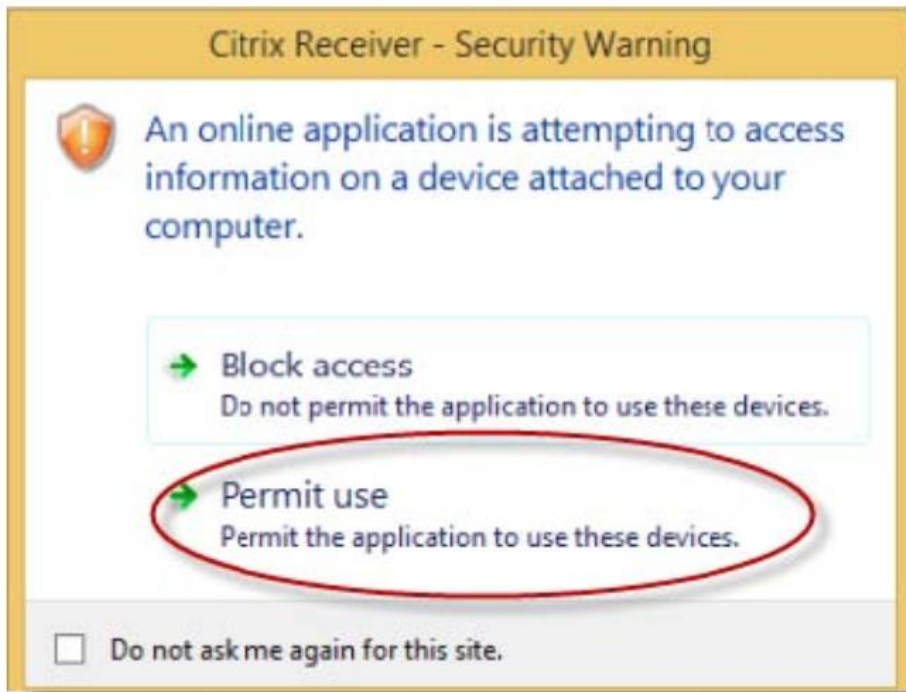 Citrix Receiver - Security Warning
An online application is attempting to access
information on a device attached to your
computer.
Block access
Do not permit the application to use these devices.
Permit use
Permit the application to use these devices.
Do not ask me again for this site.